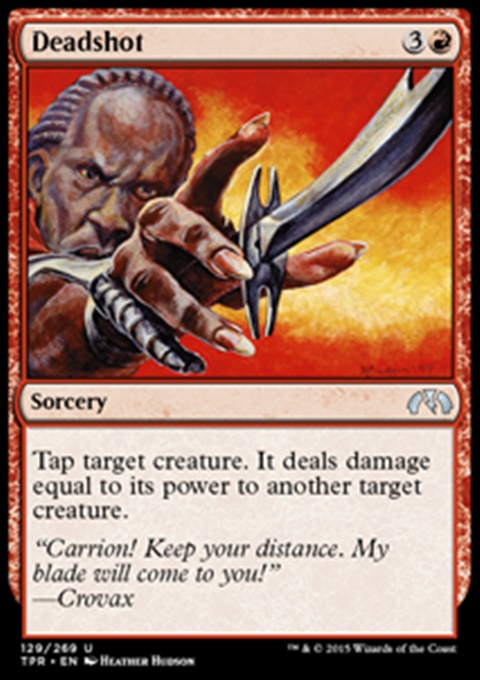 Deadshot 3
Sorcery
Tap target creature. It deals damage
equal to its power to another target
creature.
“Carrion! Keep your distance. My
blade will come to you!”
—Crovax
129/269 U
TPR • EN Heather Hudson
™ & © 2015 Wizards of the Coast